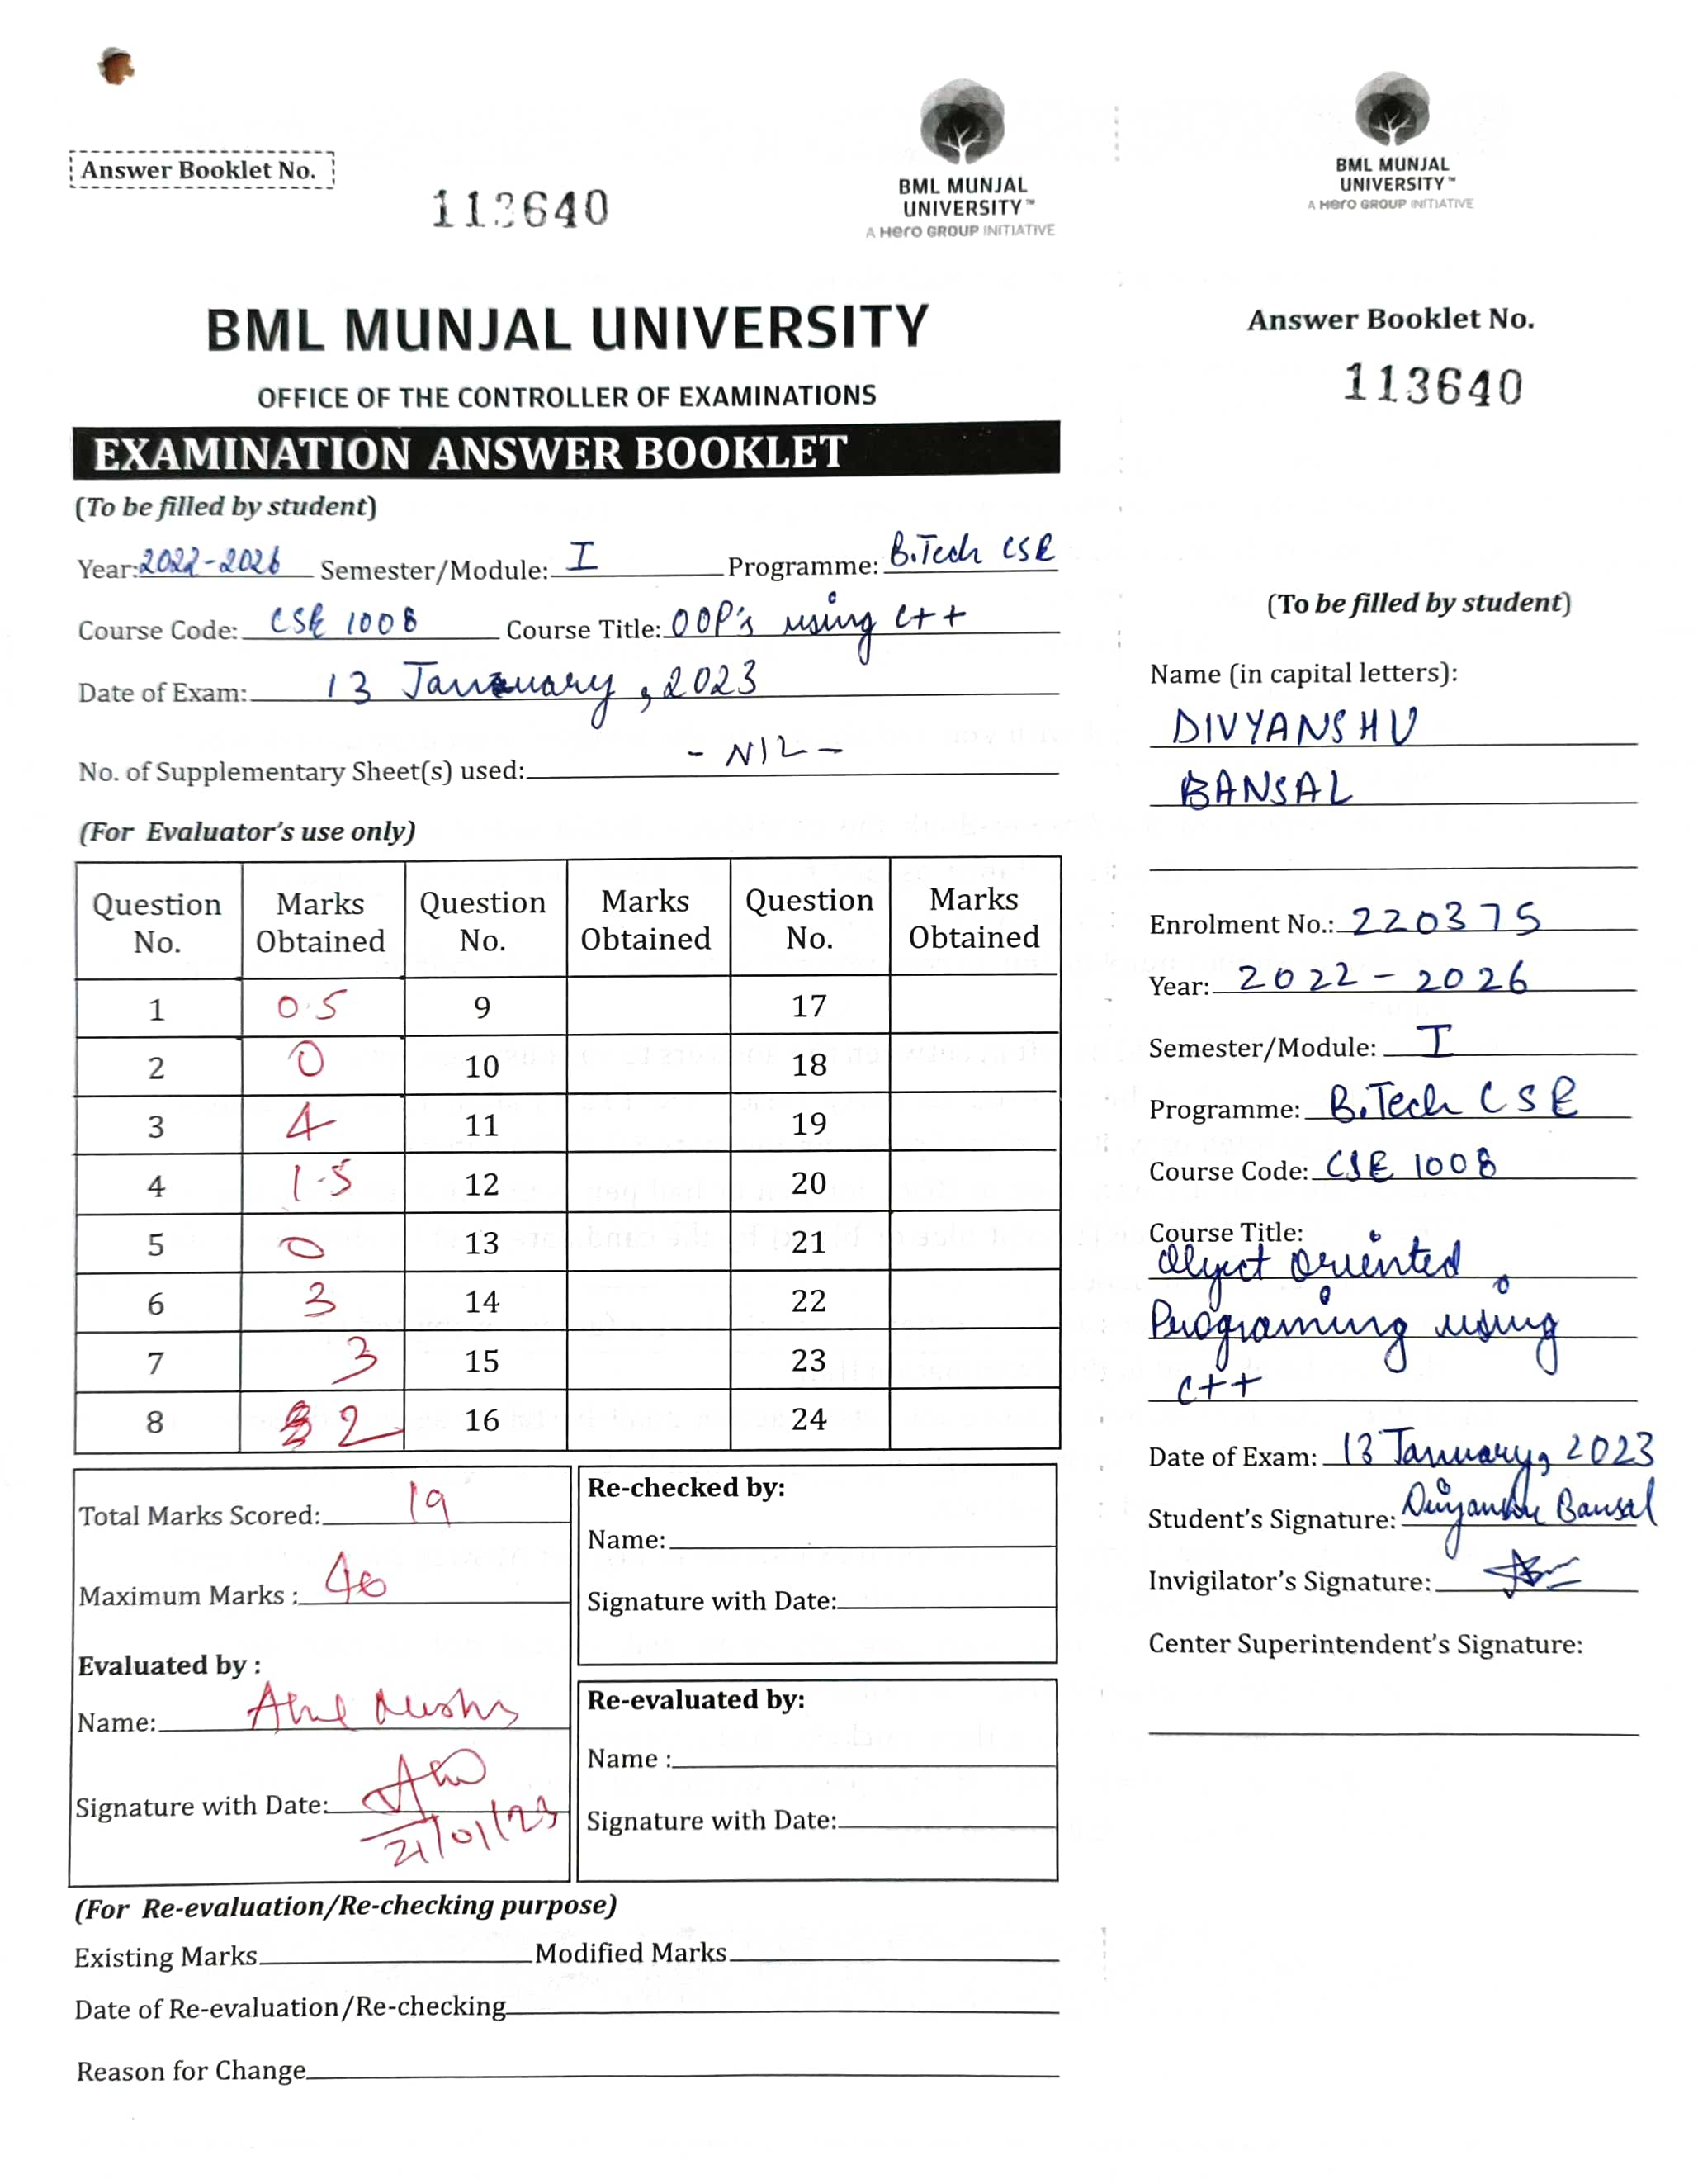 Answer Booklet No.
113640
BML MUNJAL
UNIVERSITY™
A Hero GROUP INITIATIVE
BML MUNJAL UNIVERSITY
OFFICE OF THE CONTROLLER OF EXAMINATIONS
EXAMINATION ANSWER BOOKLET
(To be filled by student)
Year: 2022-2026 Semester/Module: I Programme: B.Tech CSE
Course Code: CSE 1008 Course Title: OOP's using C++
Date of Exam: 13 January, 2023
No. of Supplementary Sheet(s) used: - NIL -
(For Evaluator's use only)
Question No. Marks Obtained Question No. Marks Obtained Question No. Marks Obtained
1 0.5 9 17
2 0 10 18
3 4 11 19
4 1.5 12 20
5 0 13 21
6 3 14 22
7 3 15 23
8 2 16 24
Total Marks Scored: 19
Maximum Marks : 40
Evaluated by :
Name:
Signature with Date: 21/01/23
Re-checked by:
Name:
Signature with Date:
Re-evaluated by:
Name :
Signature with Date:
(For Re-evaluation/Re-checking purpose)
Existing Marks Modified Marks
Date of Re-evaluation/Re-checking
Reason for Change
BML MUNJAL
UNIVERSITY™
A Hero GROUP INITIATIVE
Answer Booklet No.
113640
(To be filled by student)
Name (in capital letters):
DIVYANSHU
BANSAL
Enrolment No.: 220375
Year: 2022-2026
Semester/Module: I
Programme: B.Tech CSE
Course Code: CSE 1008
Course Title:
Object Oriented
Programing using
C++
Date of Exam: 13 January, 2023
Student's Signature: Divyanshu Bansal
Invigilator's Signature:
Center Superintendent's Signature: